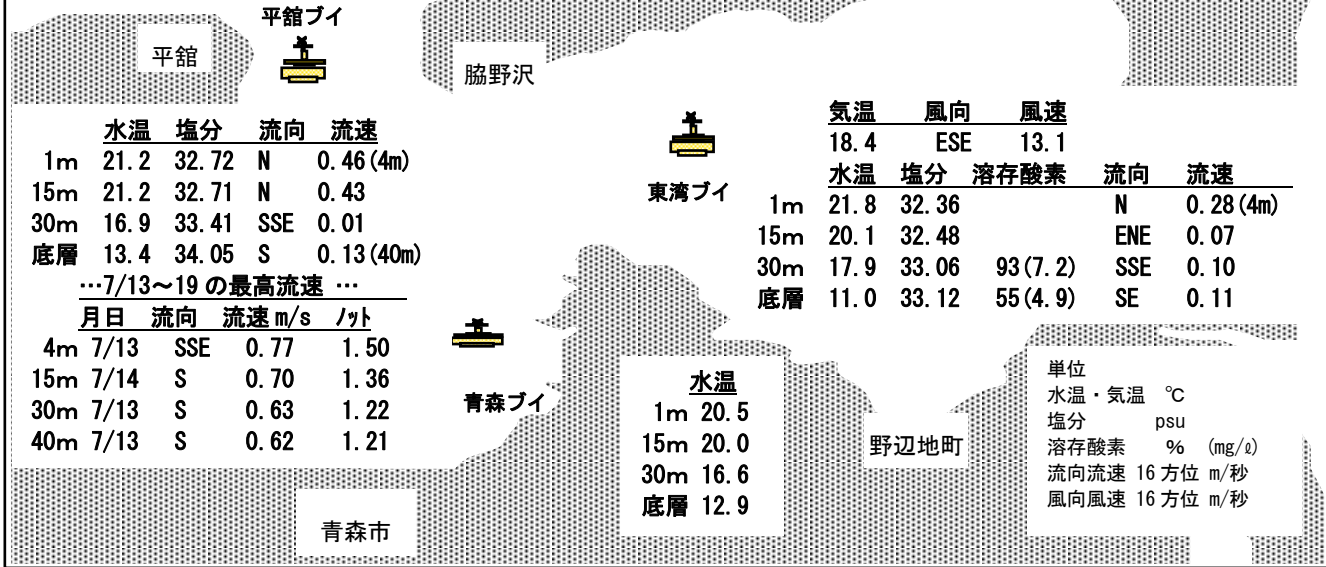 平舘ブイ
平舘
脇野沢
水温 塩分 流向 流速
1m 21.2 32.72 N 0.46(4m)
15m 21.2 32.71 N 0.43
30m 16.9 33.41 SSE 0.01
底層 13.4 34.05 S 0.13(40m)
…7/13～19の最高流速 …
月日 流向 流速m/s ﾉｯﾄ
4m 7/13 SSE 0.77 1.50
15m 7/14 S 0.70 1.36
30m 7/13 S 0.63 1.22
40m 7/13 S 0.62 1.21
東湾ブイ
気温 風向 風速
18.4 ESE 13.1
水温 塩分 溶存酸素 流向 流速
1m 21.8 32.36 N 0.28(4m)
15m 20.1 32.48 ENE 0.07
30m 17.9 33.06 93(7.2) SSE 0.10
底層 11.0 33.12 55(4.9) SE 0.11
青森ブイ
水温
1m 20.5
15m 20.0
30m 16.6
底層 12.9
野辺地町
単位
水温・気温 ℃
塩分 psu
溶存酸素 % (mg/ℓ)
流向流速 16方位 m/秒
風向風速 16方位 m/秒
青森市